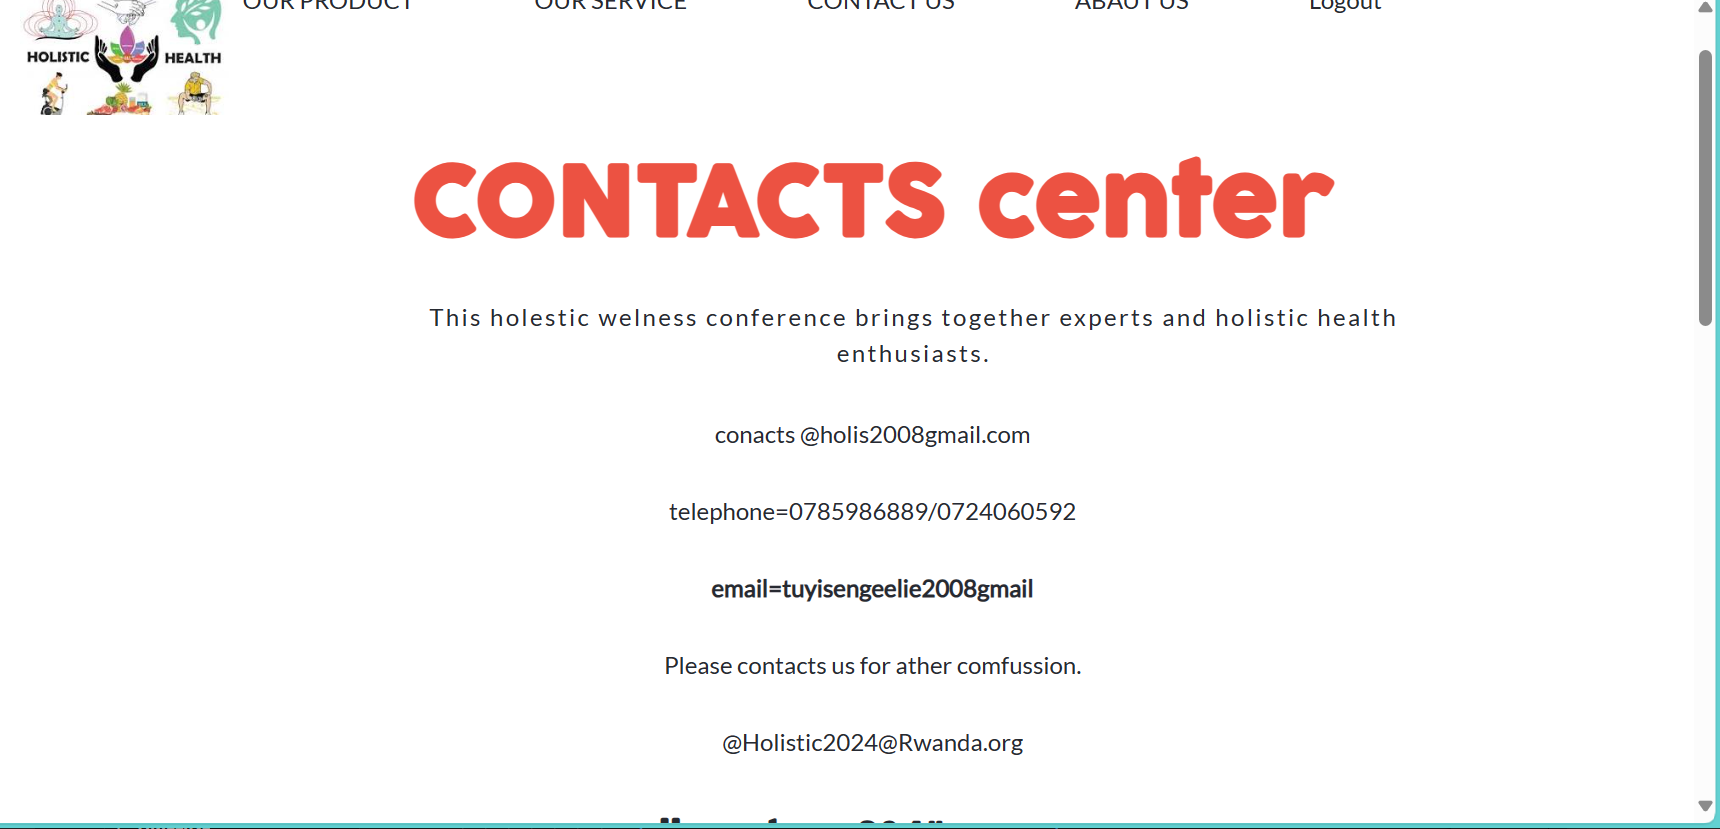 OUR PRODUCT OUR SERVICE CONTACT US ABAUT US Logout
HOLISTIC HEALTH
CONTACTS center
This holestic welness conference brings together experts and holistic health
enthusiasts.
conacts @holis2008gmail.com
telephone=0785986889/0724060592
email=tuyisengeelie2008gmail
Please contacts us for ather comfussion.
@Holistic2024@Rwanda.org